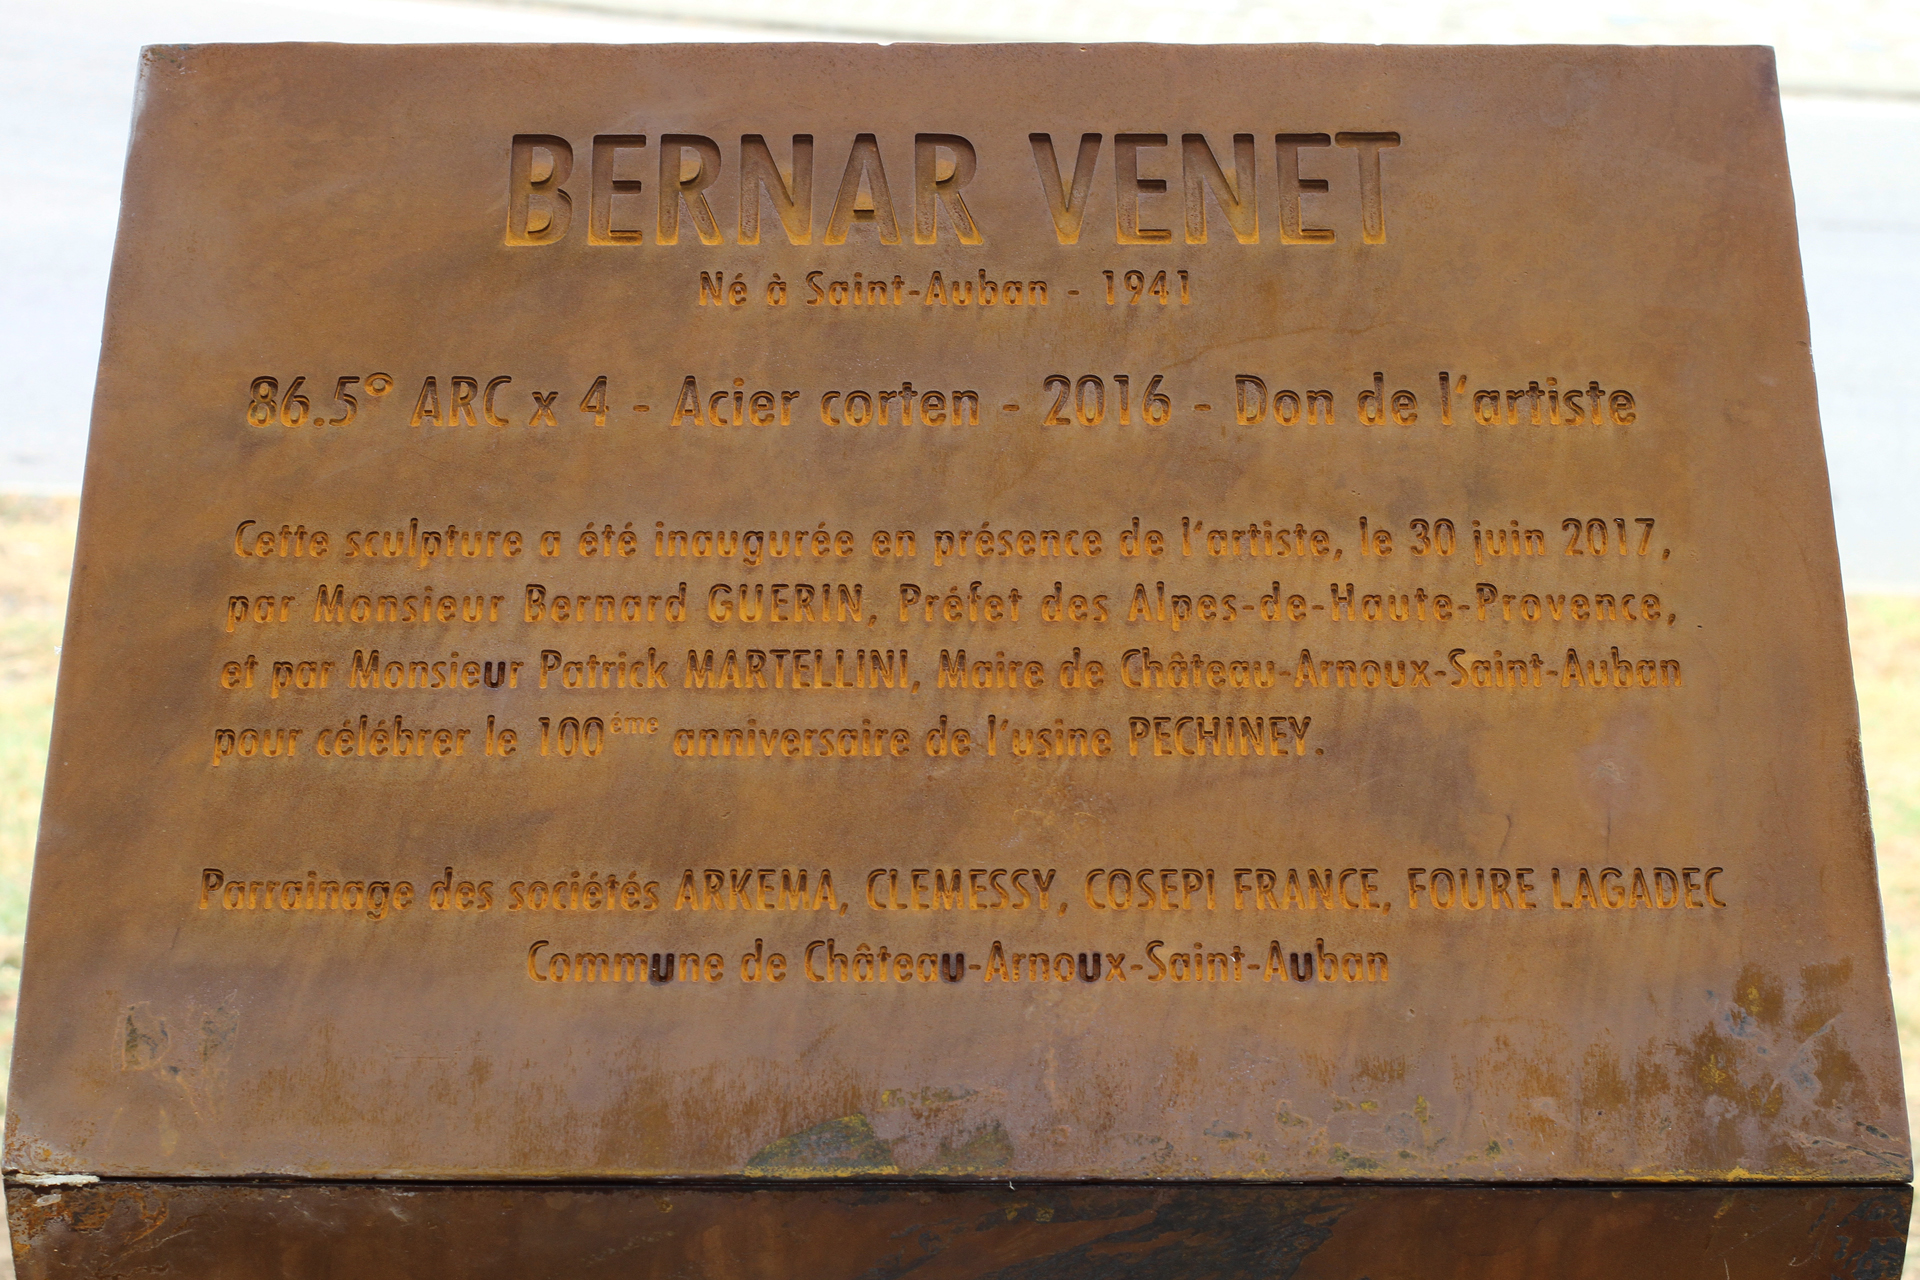 BERNAR VENET
Né à Saint-Auban - 1941
86.5° ARC x 4 - Acier corten - 2016 - Don de l'artiste
Cette sculpture a été inaugurée en présence de l'artiste, le 30 juin 2017,
par Monsieur Bernard GUERIN, Préfet des Alpes-de-Haute-Provence,
et par Monsieur Patrick MARTELLINI, Maire de Château-Arnoux-Saint-Auban
pour célébrer le 100ème anniversaire de l'usine PECHINEY.
Parrainage des sociétés ARKEMA, CLEMESSY, COSEPI FRANCE, FOURE LAGADEC
Commune de Château-Arnoux-Saint-Auban